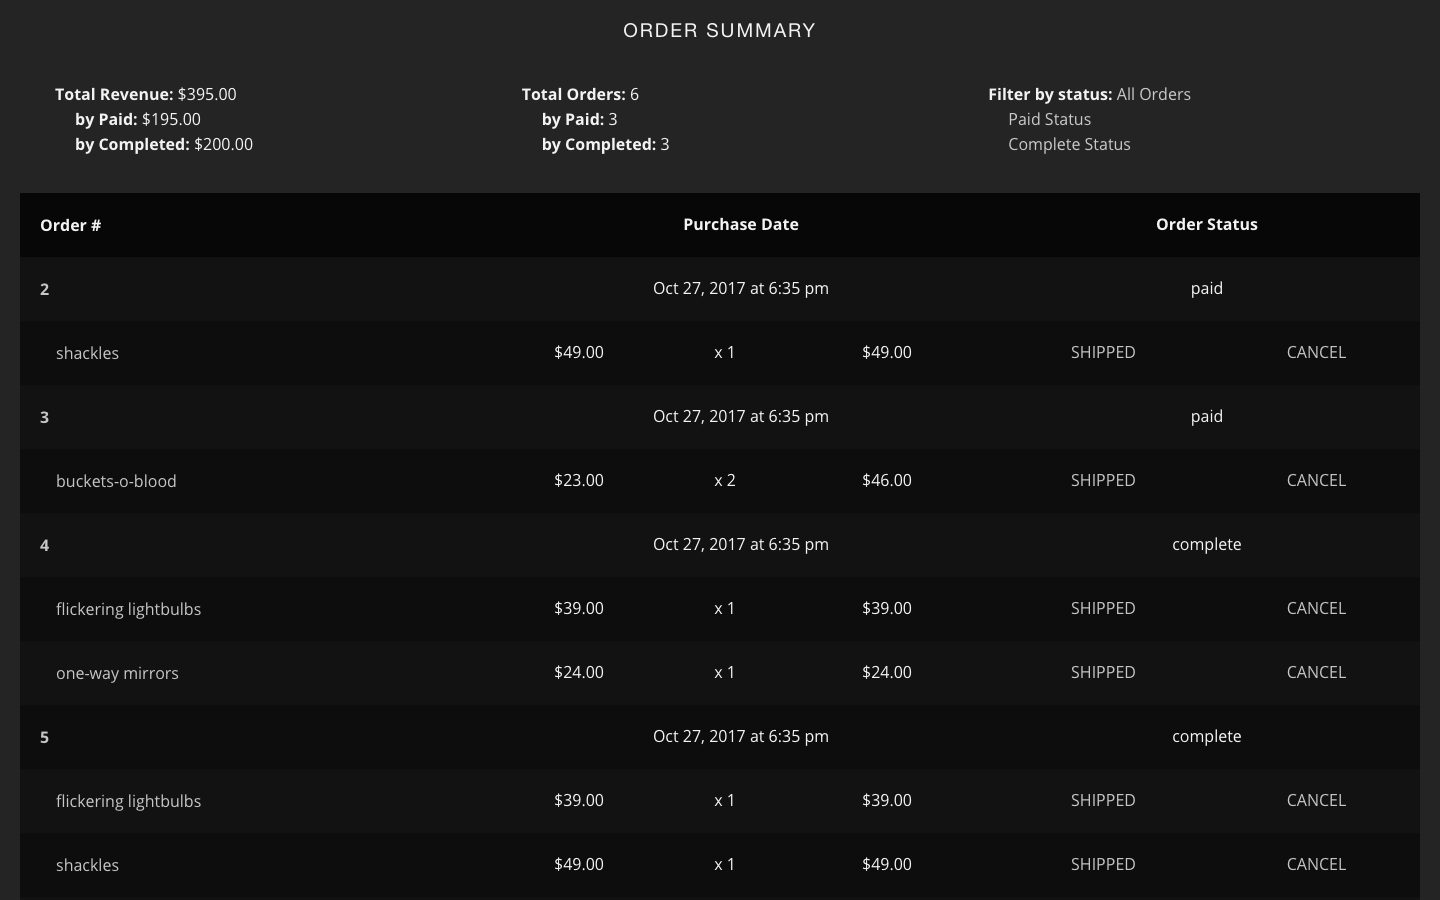 ORDER SUMMARY
Total Revenue: $395.00 Total Orders: 6 Filter by status: All Orders
by Paid: $195.00 by Paid: 3 Paid Status
by Completed: $200.00 by Completed: 3 Complete Status
Order # Purchase Date Order Status
2 Oct 27, 2017 at 6:35 pm paid
shackles $49.00 x 1 $49.00 SHIPPED CANCEL
3 Oct 27, 2017 at 6:35 pm paid
buckets-o-blood $23.00 x 2 $46.00 SHIPPED CANCEL
4 Oct 27, 2017 at 6:35 pm complete
flickering lightbulbs $39.00 x 1 $39.00 SHIPPED CANCEL
one-way mirrors $24.00 x 1 $24.00 SHIPPED CANCEL
5 Oct 27, 2017 at 6:35 pm complete
flickering lightbulbs $39.00 x 1 $39.00 SHIPPED CANCEL
shackles $49.00 x 1 $49.00 SHIPPED CANCEL